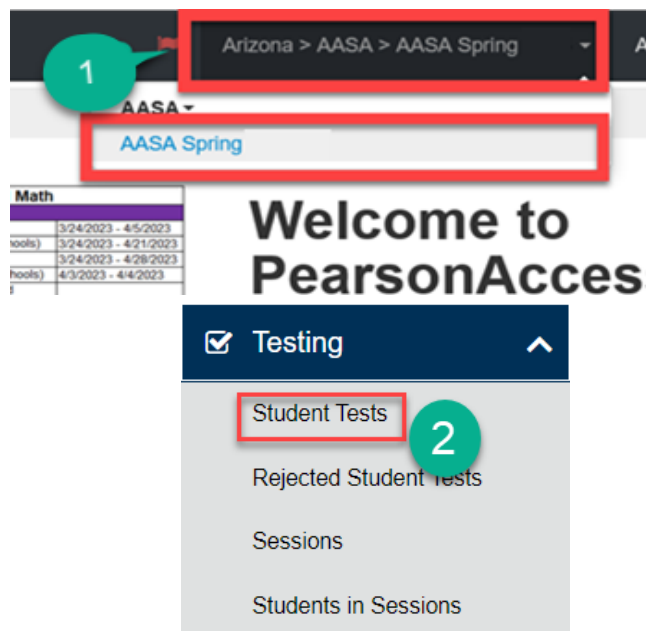 1
Arizona > AASA > AASA Spring
A
AASA
AASA Spring
Math
3/24/2023 - 4/5/2023
ools) 3/24/2023 - 4/21/2023
3/24/2023 - 4/28/2023
hools) 4/3/2023 - 4/4/2023
Welcome to
PearsonAcces
Testing
Student Tests
2
Rejected Student Tests
Sessions
Students in Sessions